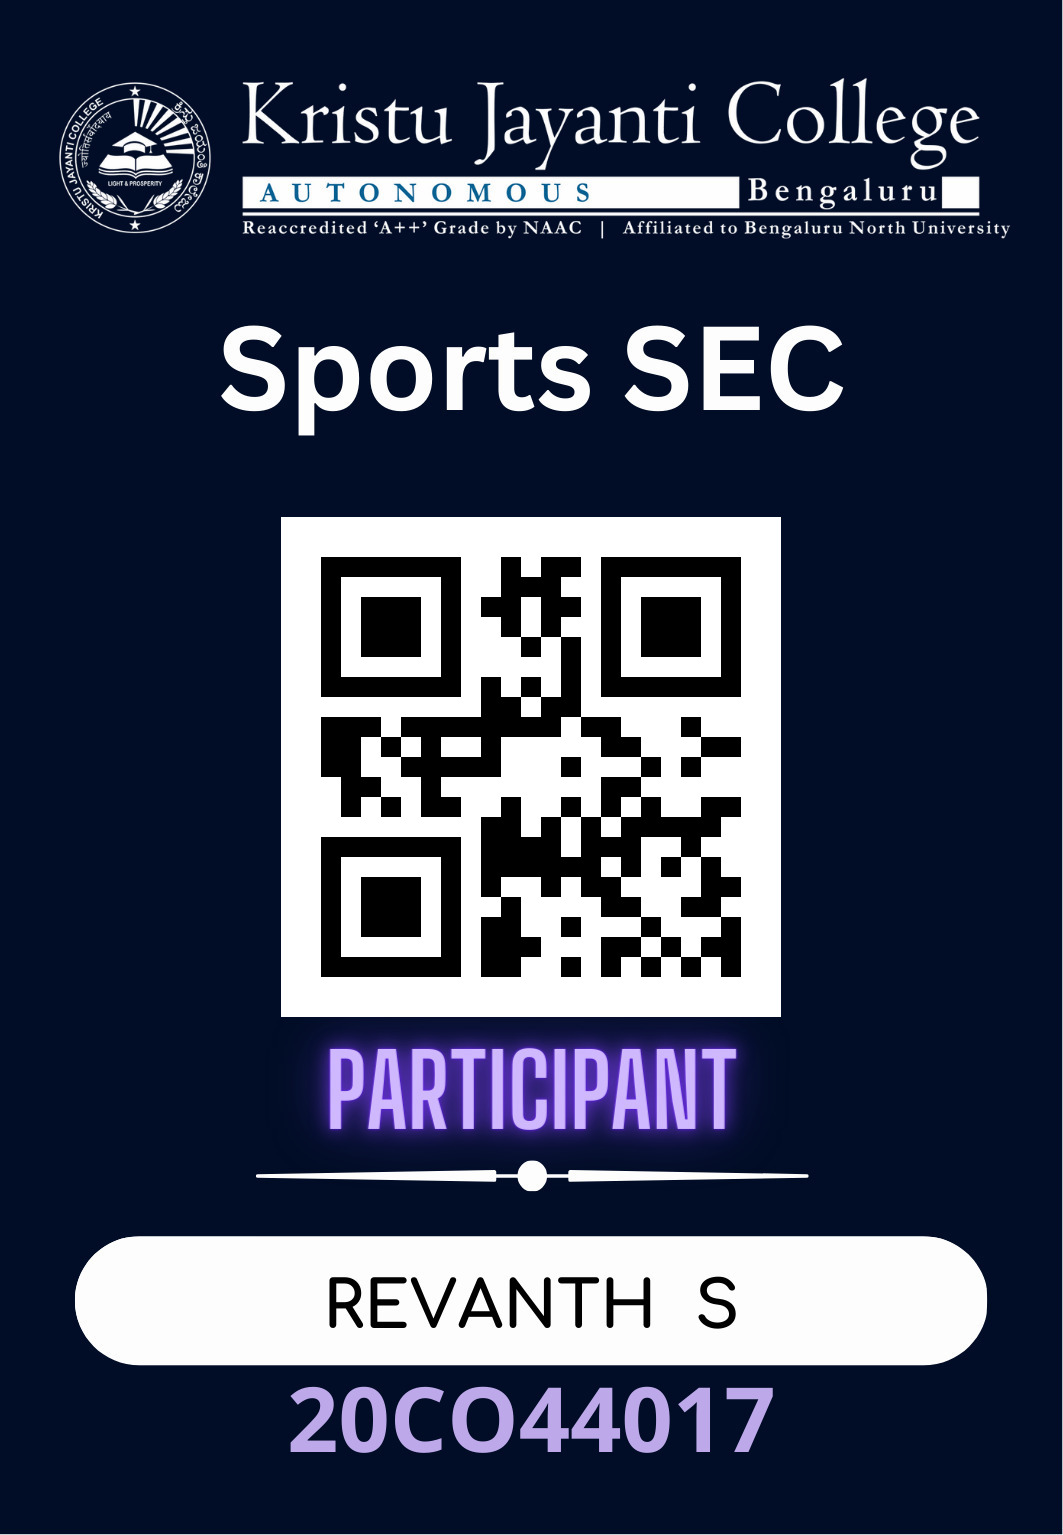 KRISTU JAYANTI COLLEGE
ಕ್ರಿಸ್ತು ಜಯಂತಿ ಕಾಲೇಜು
LIGHT & PROSPERITY
Kristu Jayanti College
AUTONOMOUS Bengaluru
Reaccredited ‘A++’ Grade by NAAC | Affiliated to Bengaluru North University
Sports SEC
PARTICIPANT
REVANTH S
20CO44017